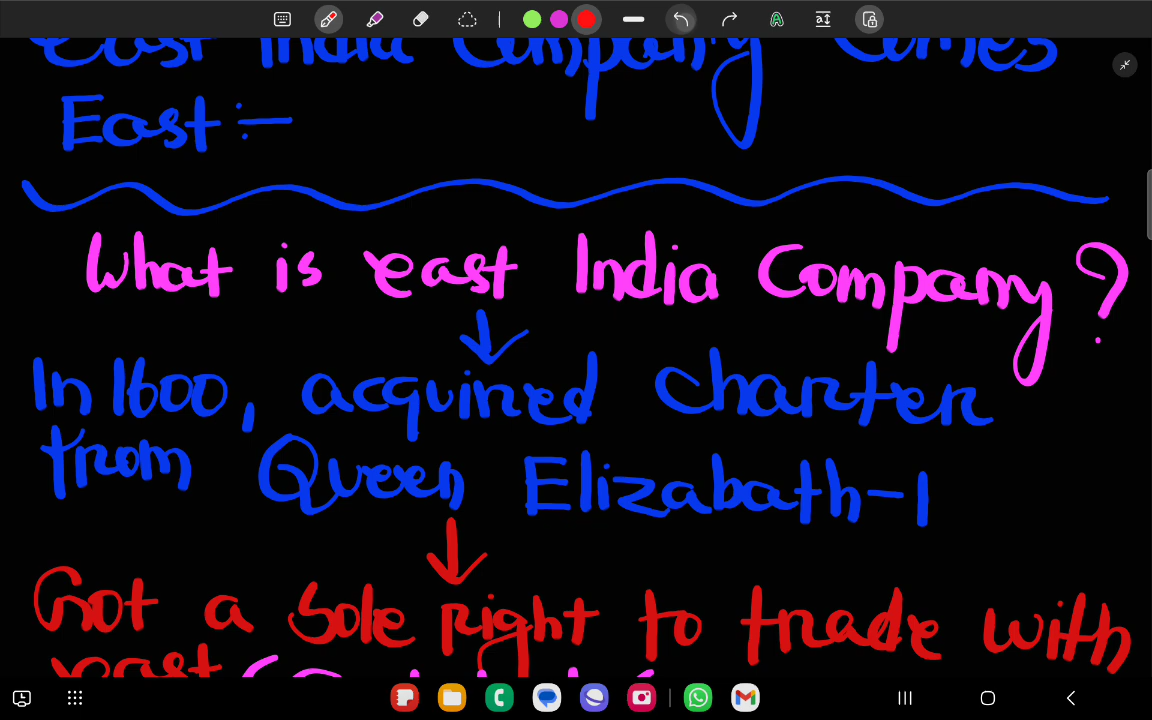 East India Company Comes
East:-
What is east India Company?
In 1600, acquired charter
from Queen Elizabath-1
Got a Sole right to trade with
east